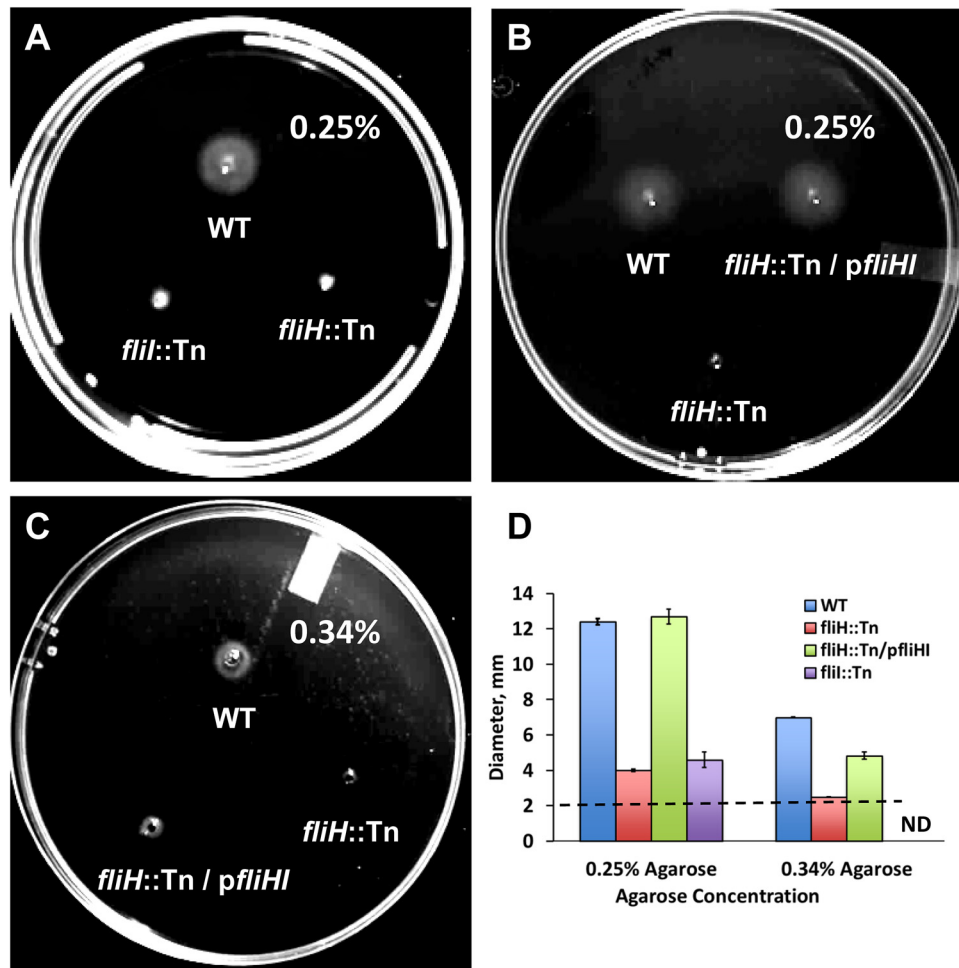 A
0.25%
WT
fliI::Tn
fliH::Tn
B
0.25%
WT
fliH::Tn / pfliHI
fliH::Tn
C
0.34%
WT
fliH::Tn
fliH::Tn / pfliHI
D
14
12
10
8
6
4
2
0
Diameter, mm
WT
fliH::Tn
fliH::Tn/pfliHI
fliI::Tn
ND
0.25% Agarose
0.34% Agarose
Agarose Concentration